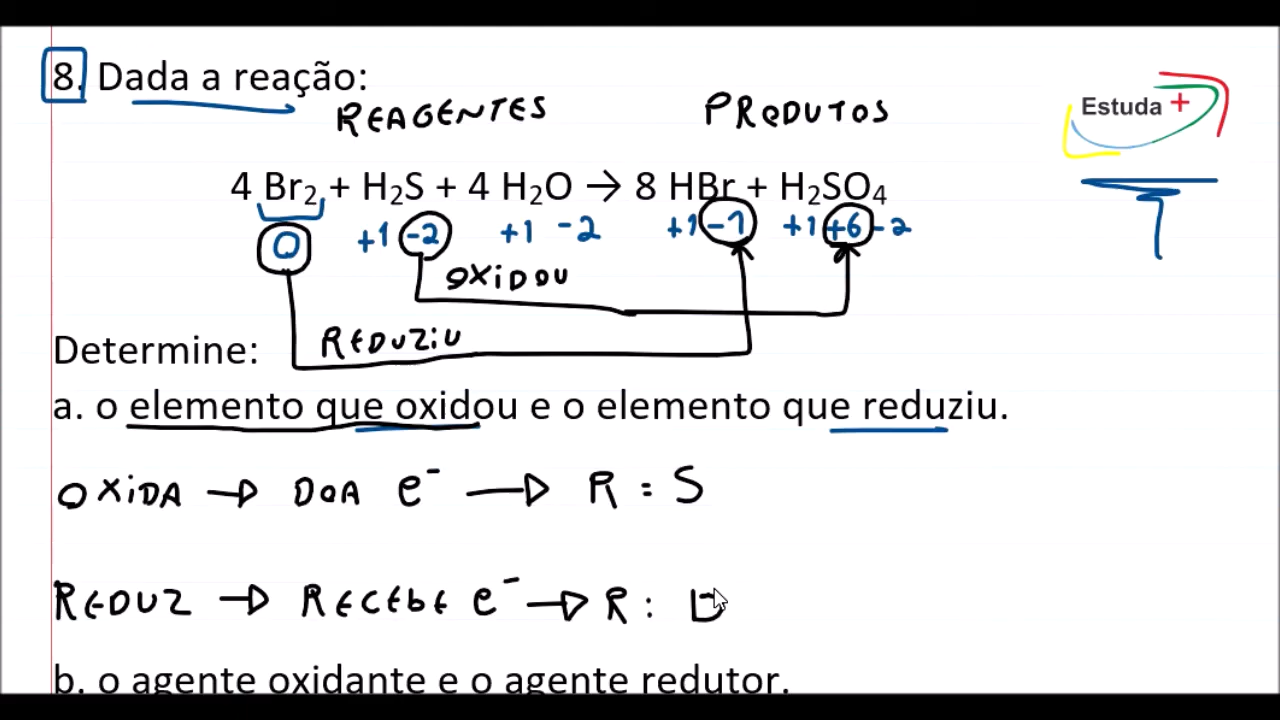 8. Dada a reação:
REAGENTES PRODUTOS
Estuda +
4 Br₂ + H₂S + 4 H₂O → 8 HBr + H₂SO₄
0 +1 -2 +1 -2 +1 -1 +1 +6 -2
OXIDOU
REDUZIU
Determine:
a. o elemento que oxidou e o elemento que reduziu.
OXIDA → DOA e⁻ → R = S
REDUZ → RECEBE e⁻ → R:
b. o agente oxidante e o agente redutor.